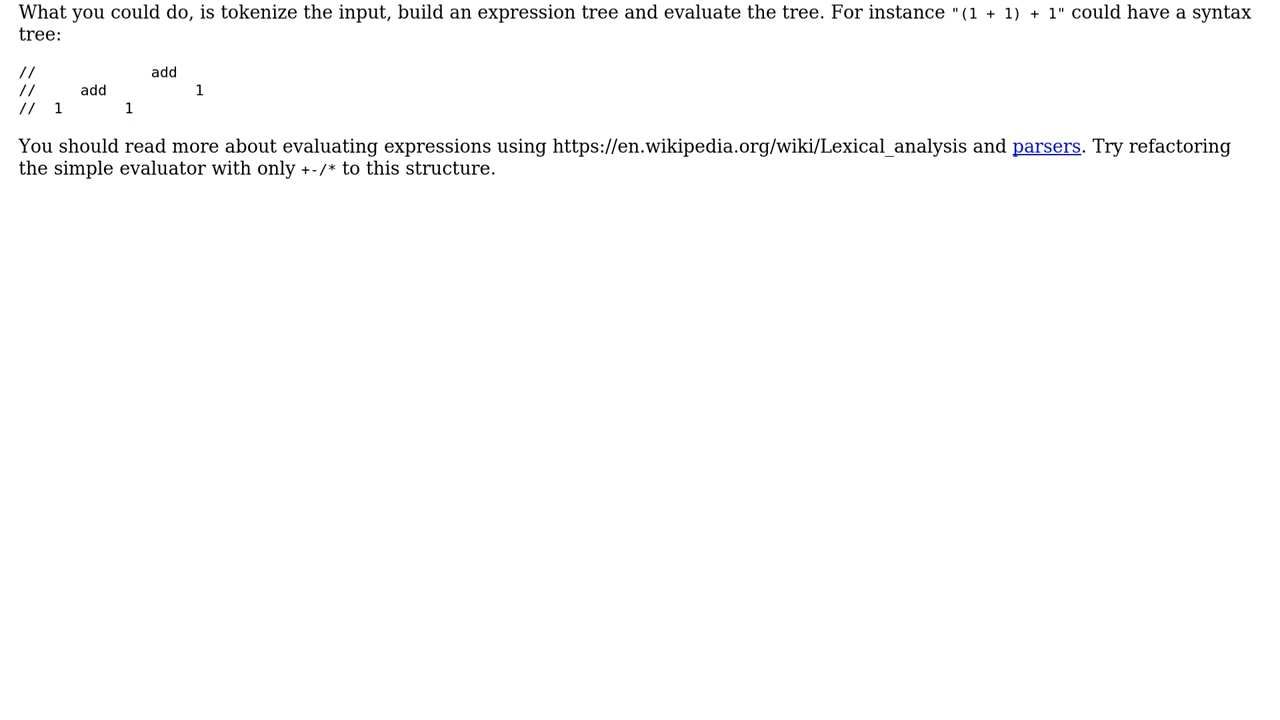 What you could do, is tokenize the input, build an expression tree and evaluate the tree. For instance "(1 + 1) + 1" could have a syntax
tree:
//             add
//     add          1
//  1       1
You should read more about evaluating expressions using https://en.wikipedia.org/wiki/Lexical_analysis and parsers. Try refactoring
the simple evaluator with only +-/* to this structure.